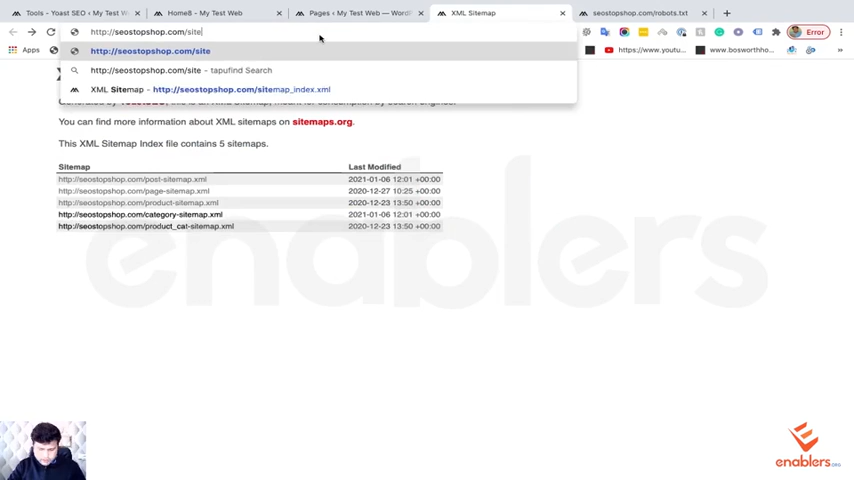 Tools - Yoast SEO ‹ My Test W
Home8 - My Test Web
Pages ‹ My Test Web — Word
XML Sitemap
seostopshop.com/robots.txt
http://seostopshop.com/site
Error
http://seostopshop.com/site
Apps
https://www.youtu...
www.bosworthho...
http://seostopshop.com/site - tapufind Search
XML Sitemap - http://seostopshop.com/sitemap_index.xml
You can find more information about XML sitemaps on sitemaps.org.
This XML Sitemap Index file contains 5 sitemaps.
Sitemap Last Modified
http://seostopshop.com/post-sitemap.xml 2021-01-06 12:01 +00:00
http://seostopshop.com/page-sitemap.xml 2020-12-27 10:25 +00:00
http://seostopshop.com/product-sitemap.xml 2020-12-23 13:50 +00:00
http://seostopshop.com/category-sitemap.xml 2021-01-06 12:01 +00:00
http://seostopshop.com/product_cat-sitemap.xml 2020-12-23 13:50 +00:00
enablers
enablers.ORG